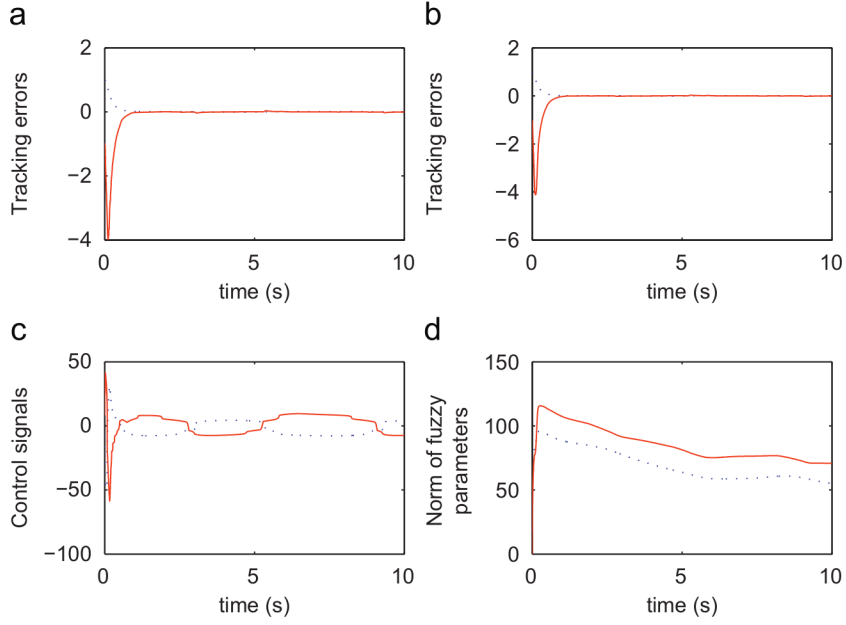 a
2
0
−2
−4
Tracking errors
0
5
10
time (s)
b
2
0
−2
−4
−6
Tracking errors
0
5
10
time (s)
c
50
0
−50
−100
Control signals
0
5
10
time (s)
d
150
100
50
0
Norm of fuzzy
parameters
0
5
10
time (s)